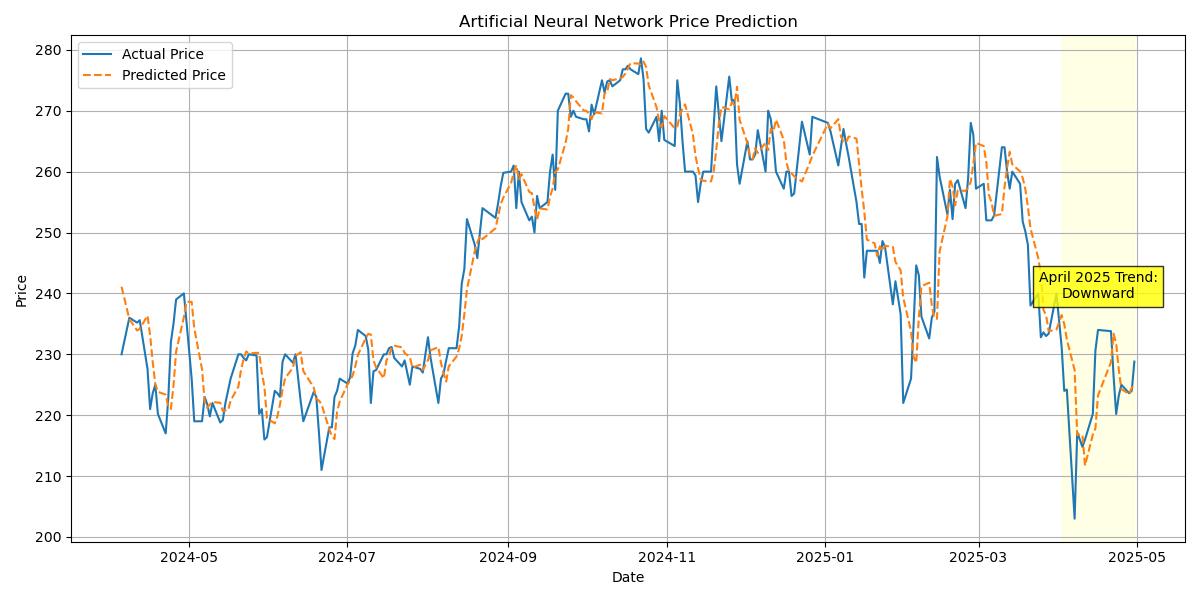 Artificial Neural Network Price Prediction
Actual Price
Predicted Price
280
270
260
250
240
230
220
210
200
Price
April 2025 Trend:
Downward
2024-05
2024-07
2024-09
2024-11
2025-01
2025-03
2025-05
Date